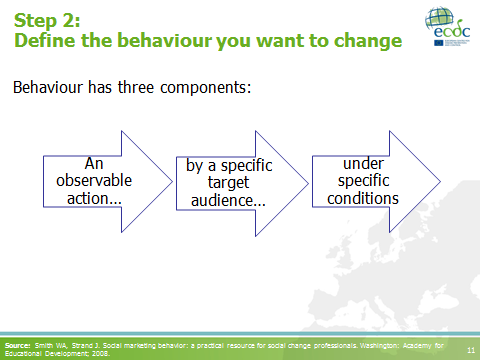 Step 2:
Define the behaviour you want to change
ecdc
Behaviour has three components:
An
observable
action...
by a specific
target
audience...
under
specific
conditions
Source: Smith WA, Strand J. Social marketing behavior: a practical resource for social change professionals. Washington: Academy for
Educational Development; 2008.
11